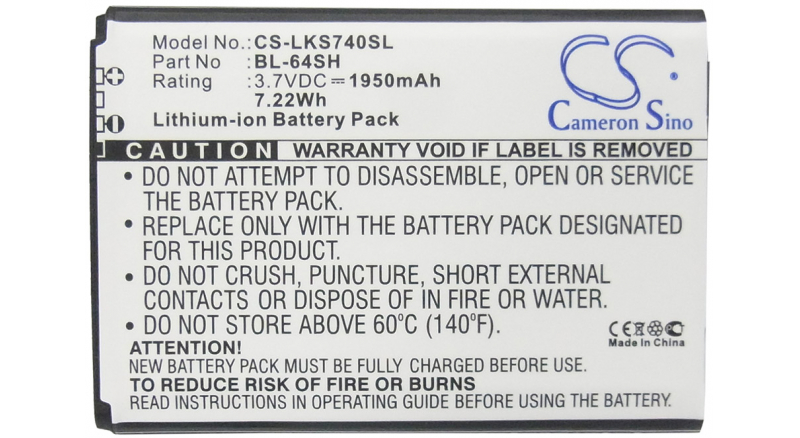 Model No.: CS-LKS740SL
Part No : BL-64SH
Rating : 3.7VDC ⎓ 1950mAh
7.22Wh
Lithium-ion Battery Pack
CS
Cameron Sino
+
-
CAUTION WARRANTY VOID IF LABEL IS REMOVED
• DO NOT ATTEMPT TO DISASSEMBLE, OPEN OR SERVICE
THE BATTERY PACK.
• REPLACE ONLY WITH THE BATTERY PACK DESIGNATED
FOR THIS PRODUCT.
• DO NOT CRUSH, PUNCTURE, SHORT EXTERNAL
CONTACTS OR DISPOSE OF IN FIRE OR WATER.
• DO NOT STORE ABOVE 60°C (140°F).
CE
Made In China
ATTENTION!
NEW BATTERY PACK MUST BE FULLY CHARGED BEFORE USE.
TO REDUCE RISK OF FIRE OR BURNS
READ INSTRUCTIONS IN OPERATING GUIDE BEFORE USING BATTERY.